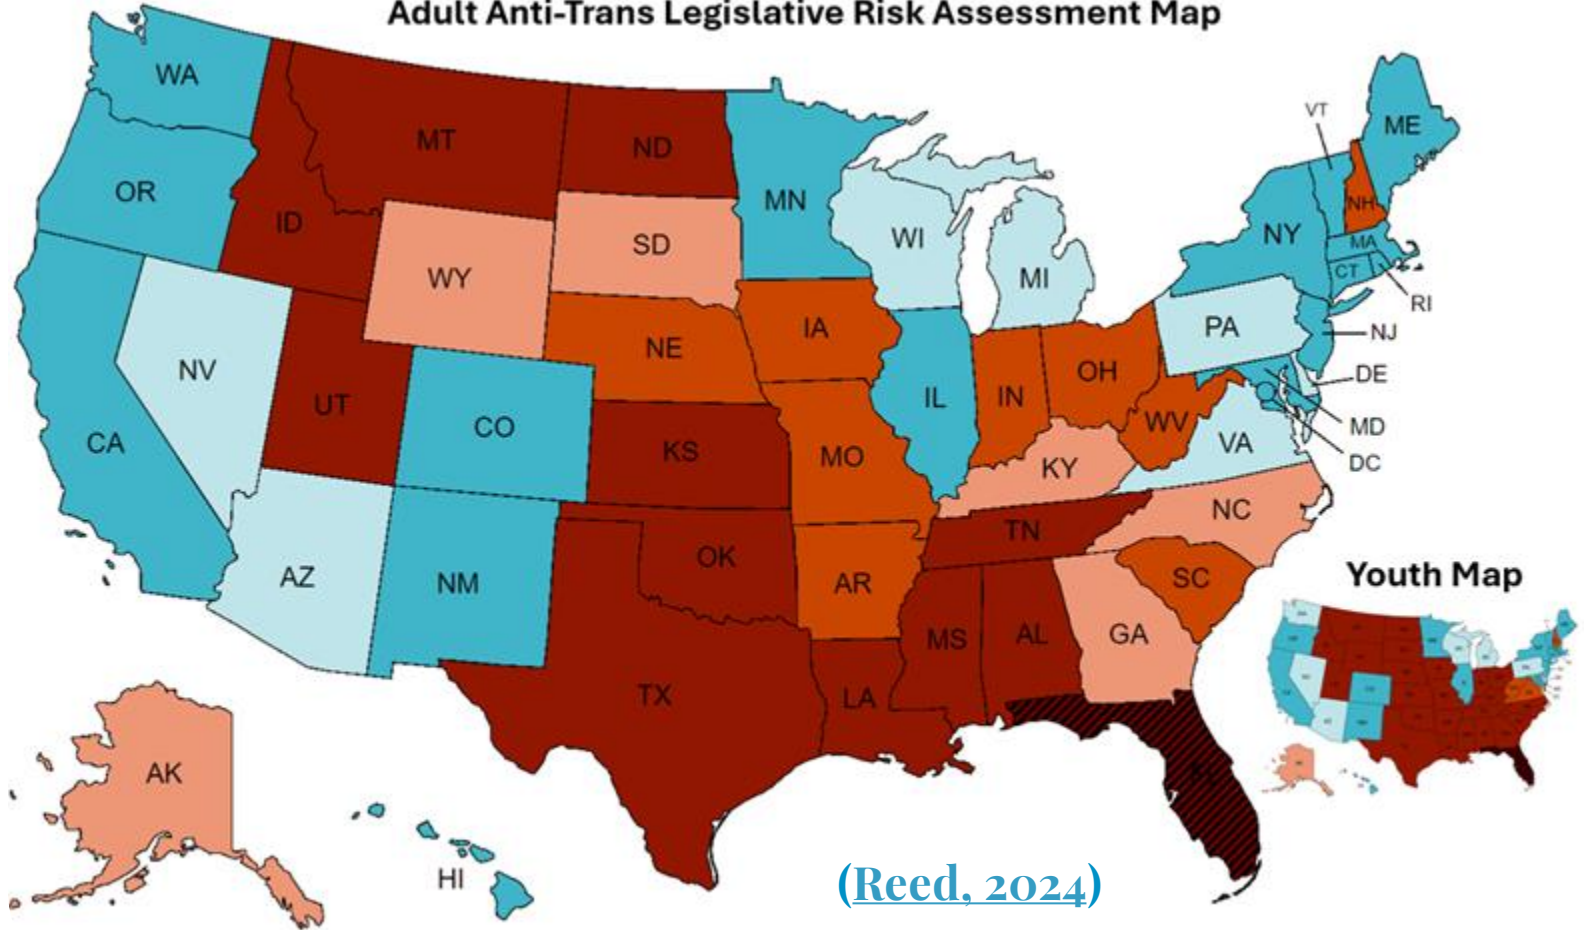 Adult Anti-Trans Legislative Risk Assessment Map
WA
MT
ND
VT
ME
OR
ID
MN
NH
SD
WI
NY
MA
WY
MI
CT
RI
IA
PA
NJ
NE
NV
OH
DE
UT
IN
IL
CO
WV
MD
CA
KS
MO
VA
KY
DC
NC
TN
OK
AZ
NM
AR
SC
Youth Map
MS
AL
GA
TX
LA
AK
HI
(Reed, 2024)